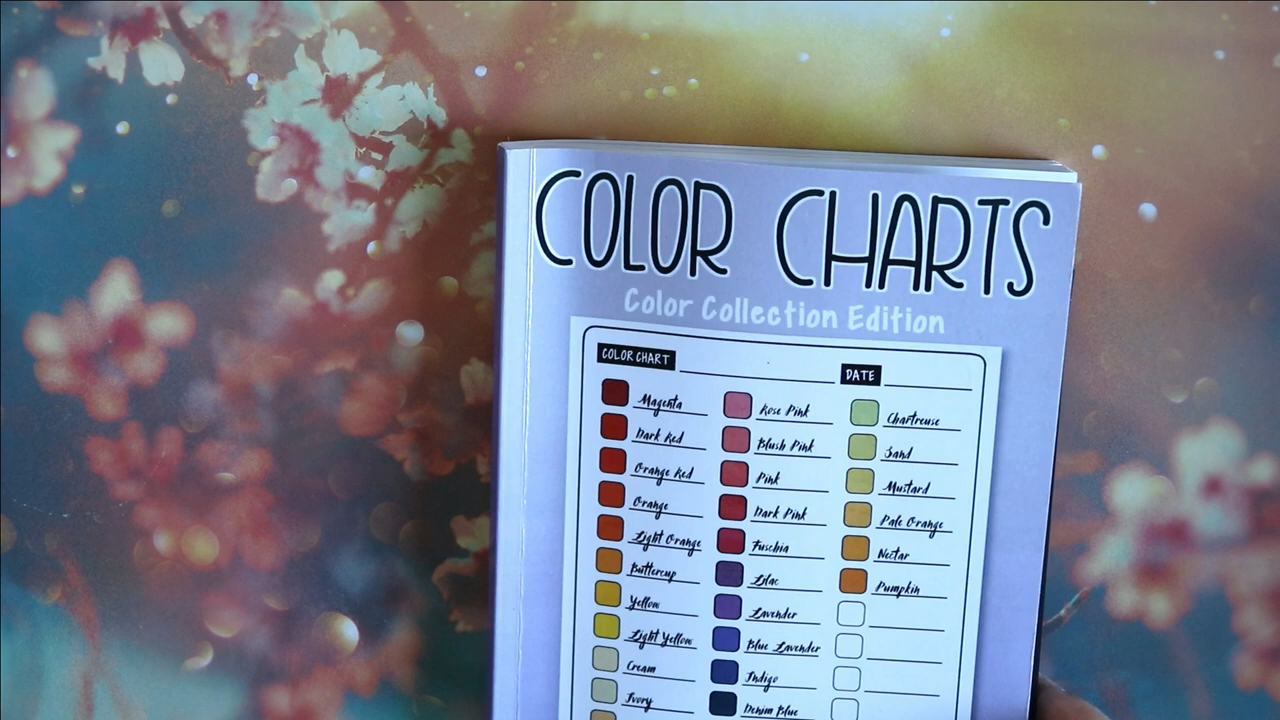 COLOR CHARTS
Color Collection Edition
COLOR CHART
DATE
Magenta
Dark Red
Orange Red
Orange
Light Orange
Buttercup
Yellow
Light Yellow
Cream
Ivory
Rose Pink
Blush Pink
Pink
Dark Pink
Fuschia
Lilac
Lavender
Blue Lavender
Indigo
Denim Blue
Chartreuse
Sand
Mustard
Pale Orange
Nectar
Pumpkin